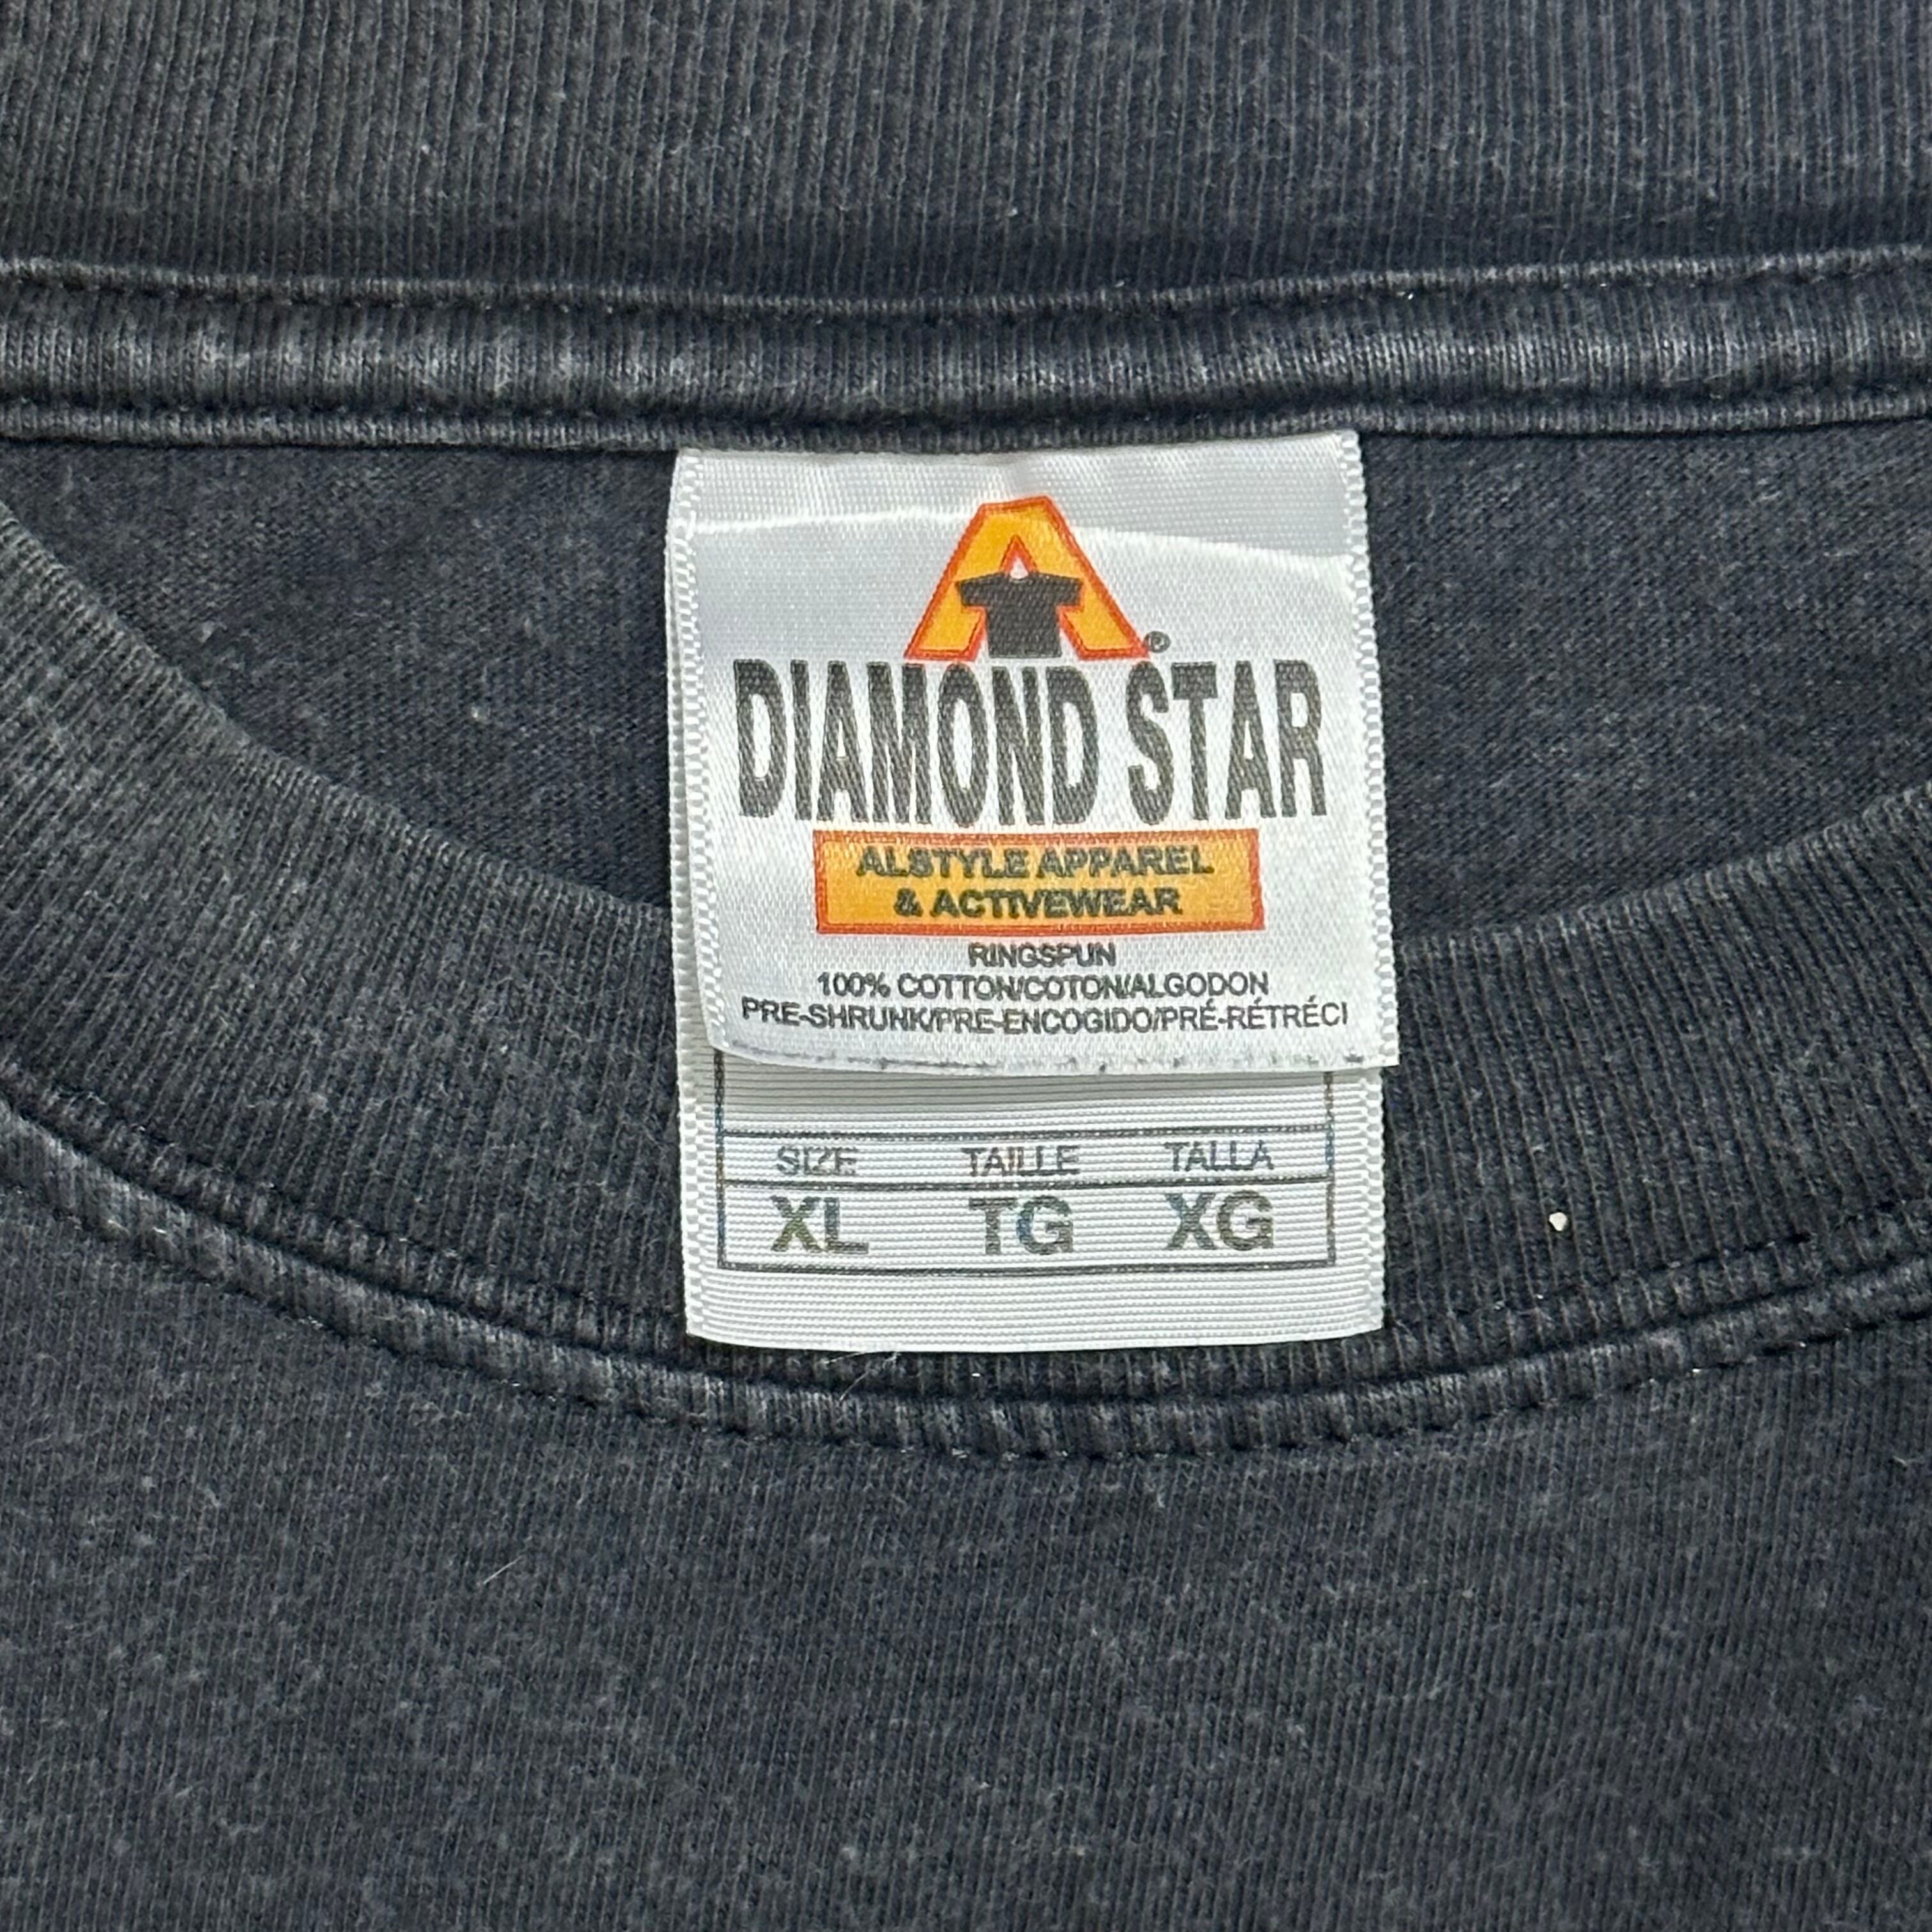 A®
DIAMOND STAR
ALSTYLE APPAREL
& ACTIVEWEAR
RINGSPUN
100% COTTON/COTON/ALGODON
PRE-SHRUNK/PRE-ENCOGIDO/PRÉ-RÉTRÉCI
SIZE TAILLE TALLA
XL TG XG